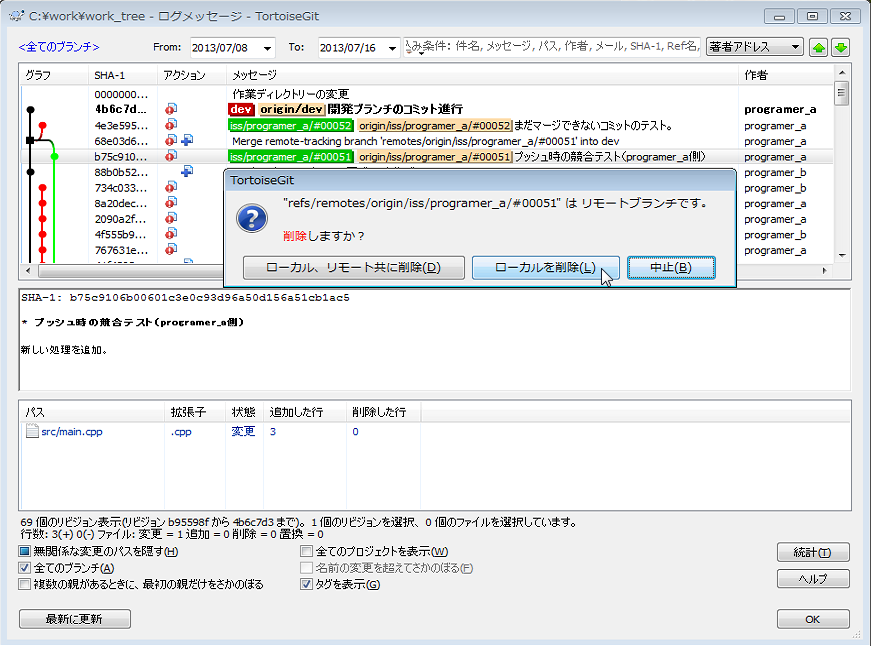 C:¥work¥work_tree - ログメッセージ - TortoiseGit
<全てのブランチ> From: 2013/07/08 To: 2013/07/16 込み条件: 件名, メッセージ, パス, 作者, メール, SHA-1, Ref名, 著者アドレス
グラフ SHA-1 アクション メッセージ 作者
0000000... 作業ディレクトリーの変更
4b6c7d... dev origin/dev 開発ブランチのコミット進行 programer_a
4e3e595... iss/programer_a/#00052 origin/iss/programer_a/#00052 まだマージできないコミットのテスト。 programer_a
68e03d6... Merge remote-tracking branch 'remotes/origin/iss/programer_a/#00051' into dev programer_a
b75c910... iss/programer_a/#00051 origin/iss/programer_a/#00051 プッシュ時の競合テスト(programer_a側) programer_a
88b0b52... programer_b
734c033... programer_b
8a20dec... programer_a
2090a2f... programer_a
4f555b9... programer_b
767631e... programer_a
TortoiseGit
"refs/remotes/origin/iss/programer_a/#00051" は リモートブランチです。
削除しますか？
ローカル、リモート共に削除(D) ローカルを削除(L) 中止(B)
SHA-1: b75c9106b00601c3e0c93d96a50d156a51cb1ac5
* プッシュ時の競合テスト(programer_a側)
新しい処理を追加。
パス 拡張子 状態 追加した行 削除した行
src/main.cpp .cpp 変更 3 0
69 個のリビジョン表示(リビジョン b95598f から 4b6c7d3 まで)。1 個のリビジョンを選択、0 個のファイルを選択しています。
行数: 3(+) 0(-) ファイル: 変更 = 1 追加 = 0 削除 = 0 置換 = 0
無関係な変更のパスを隠す(H) 全てのプロジェクトを表示(W) 統計(T)
全てのブランチ(A) 名前の変更を超えてさかのぼる(F)
複数の親があるときに、最初の親だけをさかのぼる タグを表示(G) ヘルプ
最新に更新 OK